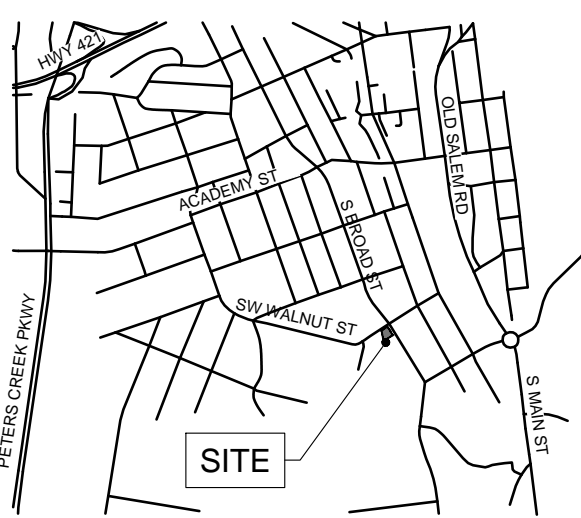 HWY 421
OLD SALEM RD
ACADEMY ST
S BROAD ST
SW WALNUT ST
PETERS CREEK PKWY
S MAIN ST
SITE